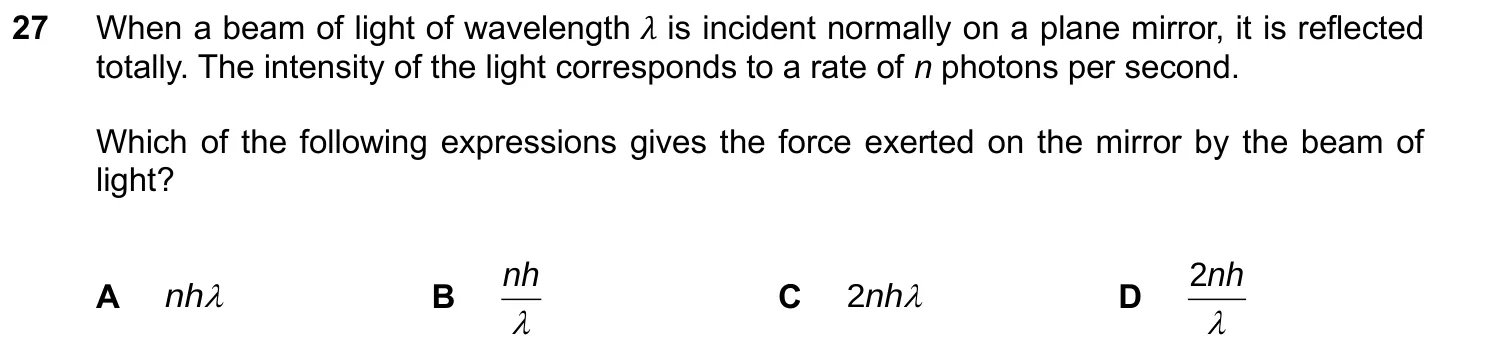 27 When a beam of light of wavelength λ is incident normally on a plane mirror, it is reflected
totally. The intensity of the light corresponds to a rate of n photons per second.
Which of the following expressions gives the force exerted on the mirror by the beam of
light?
A nhλ B nh/λ C 2nhλ D 2nh/λ